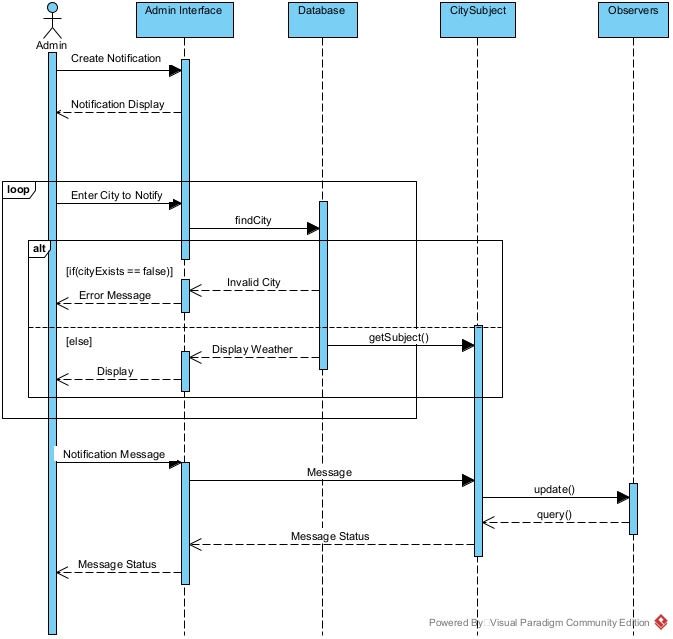 Admin Interface
Database
CitySubject
Observers
Admin
Create Notification
Notification Display
loop
Enter City to Notify
findCity
alt
[if(cityExists == false)]
Invalid City
Error Message
[else]
getSubject()
Display Weather
Display
Notification Message
Message
update()
query()
Message Status
Message Status
Powered By Visual Paradigm Community Edition